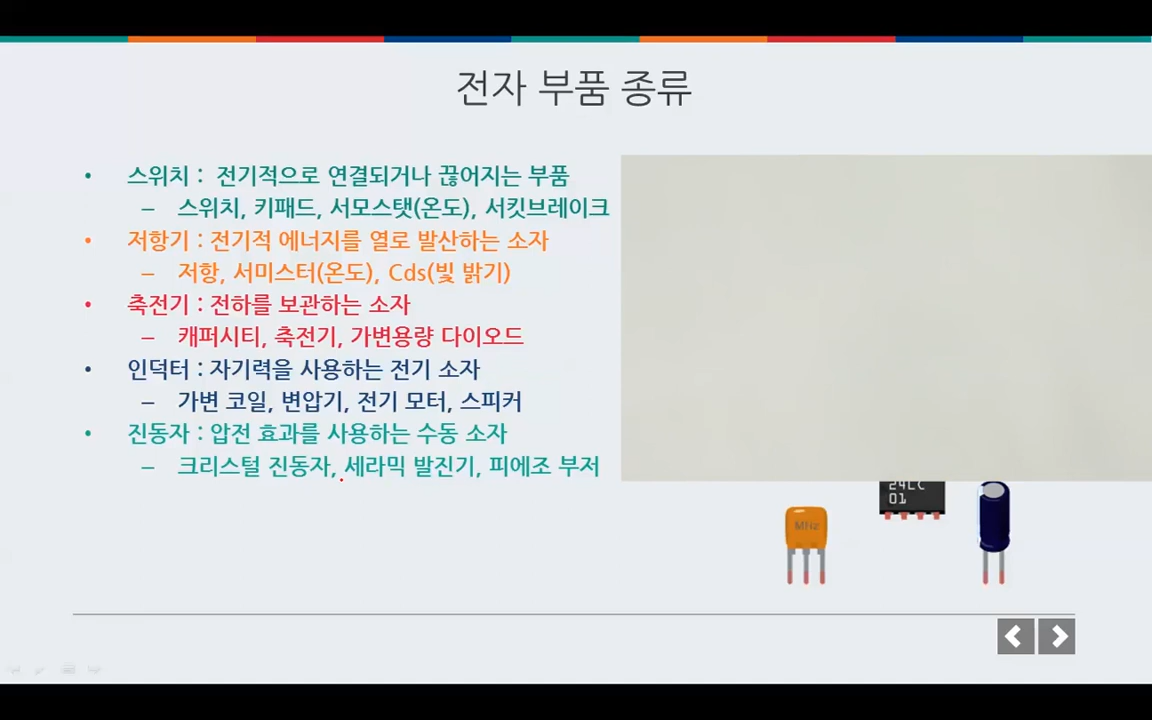 전자 부품 종류
• 스위치 : 전기적으로 연결되거나 끊어지는 부품
– 스위치, 키패드, 서모스탯(온도), 서킷브레이크
• 저항기 : 전기적 에너지를 열로 발산하는 소자
– 저항, 서미스터(온도), Cds(빛 밝기)
• 축전기 : 전하를 보관하는 소자
– 캐퍼시티, 축전기, 가변용량 다이오드
• 인덕터 : 자기력을 사용하는 전기 소자
– 가변 코일, 변압기, 전기 모터, 스피커
• 진동자 : 압전 효과를 사용하는 수동 소자
– 크리스털 진동자, 세라믹 발진기, 피에조 부저
24LC
01
MHz